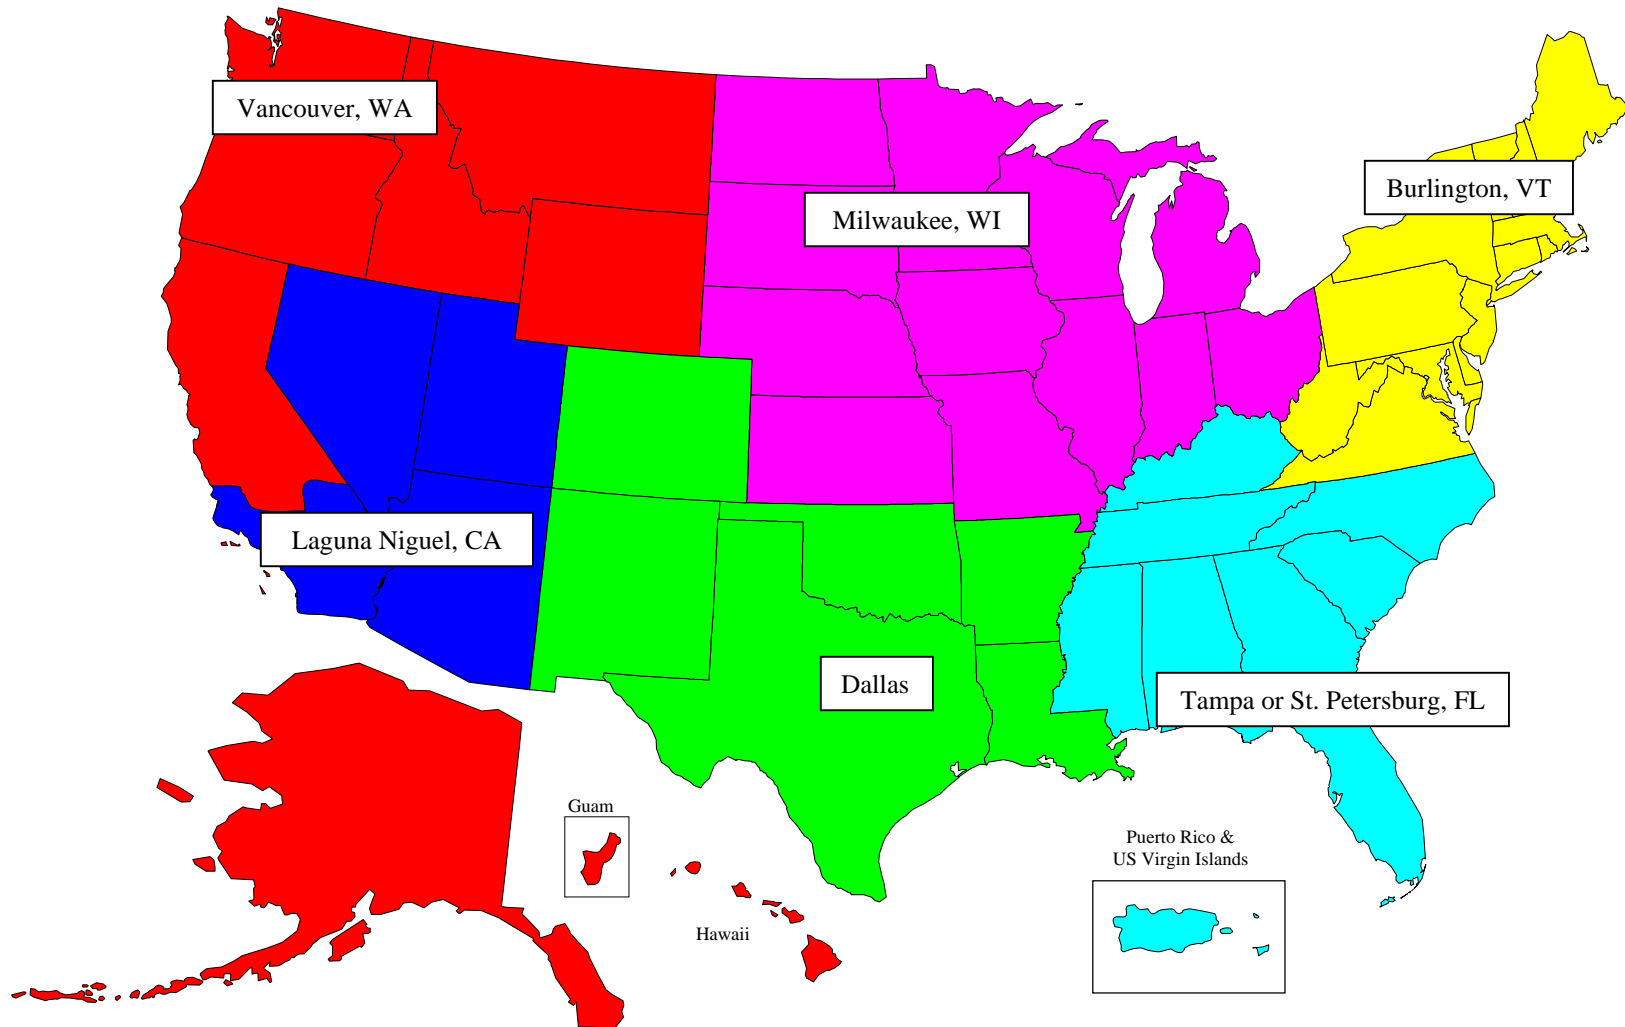 Vancouver, WA
Burlington, VT
Milwaukee, WI
Laguna Niguel, CA
Dallas
Tampa or St. Petersburg, FL
Guam
Puerto Rico &
US Virgin Islands
Hawaii